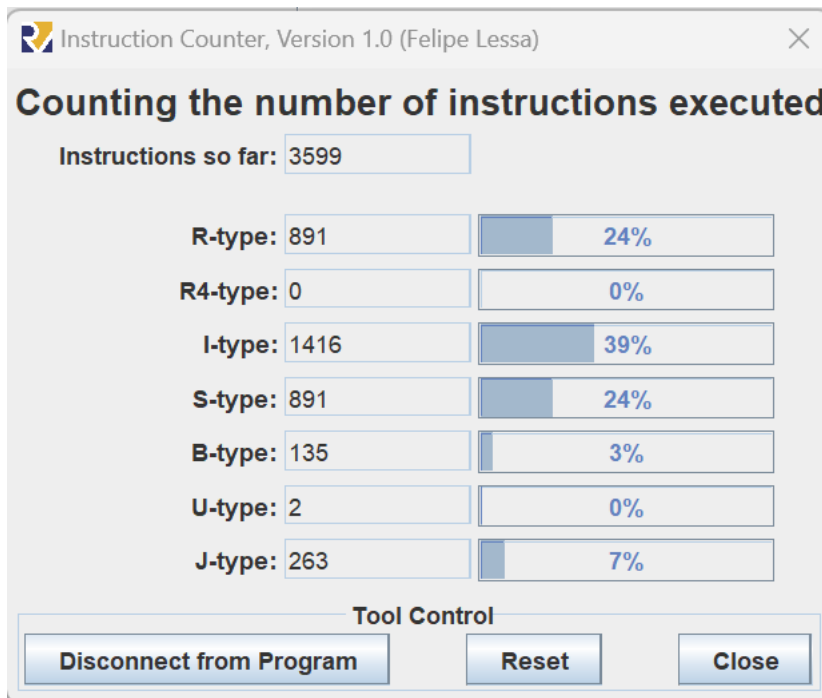 Instruction Counter, Version 1.0 (Felipe Lessa)
Counting the number of instructions executed
Instructions so far: 3599
R-type: 891 24%
R4-type: 0 0%
I-type: 1416 39%
S-type: 891 24%
B-type: 135 3%
U-type: 2 0%
J-type: 263 7%
Tool Control
Disconnect from Program Reset Close